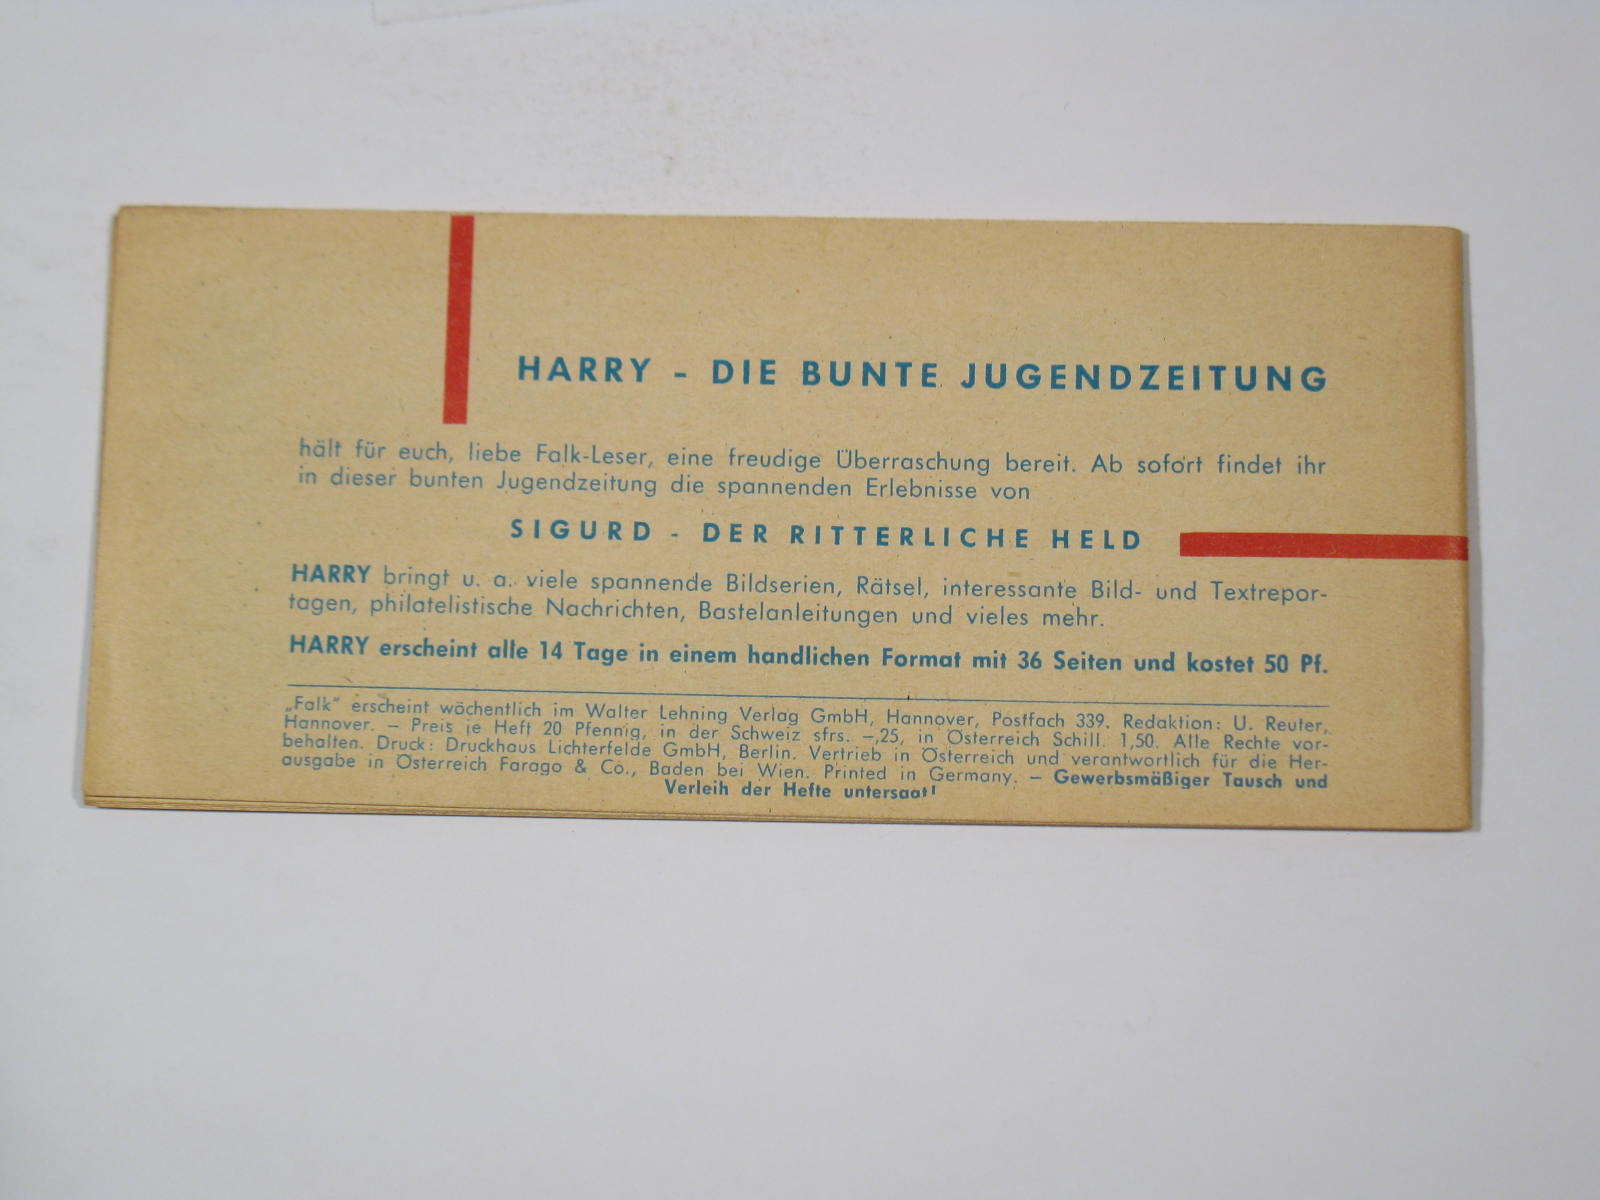 HARRY - DIE BUNTE JUGENDZEITUNG
hält für euch, liebe Falk-Leser, eine freudige Überraschung bereit. Ab sofort findet ihr
in dieser bunten Jugendzeitung die spannenden Erlebnisse von
SIGURD - DER RITTERLICHE HELD
HARRY bringt u. a. viele spannende Bildserien, Rätsel, interessante Bild- und Textrepor-
tagen, philatelistische Nachrichten, Bastelanleitungen und vieles mehr.
HARRY erscheint alle 14 Tage in einem handlichen Format mit 36 Seiten und kostet 50 Pf.
„Falk" erscheint wöchentlich im Walter Lehning Verlag GmbH, Hannover, Postfach 339. Redaktion: U. Reuter,
Hannover. — Preis je Heft 20 Pfennig, in der Schweiz sfrs. —,25, in Österreich Schill. 1,50. Alle Rechte vor-
behalten. Druck: Druckhaus Lichterfelde GmbH, Berlin. Vertrieb in Österreich und verantwortlich für die Her-
ausgabe in Österreich Farago & Co., Baden bei Wien. Printed in Germany. — Gewerbsmäßiger Tausch und
Verleih der Hefte untersagt!